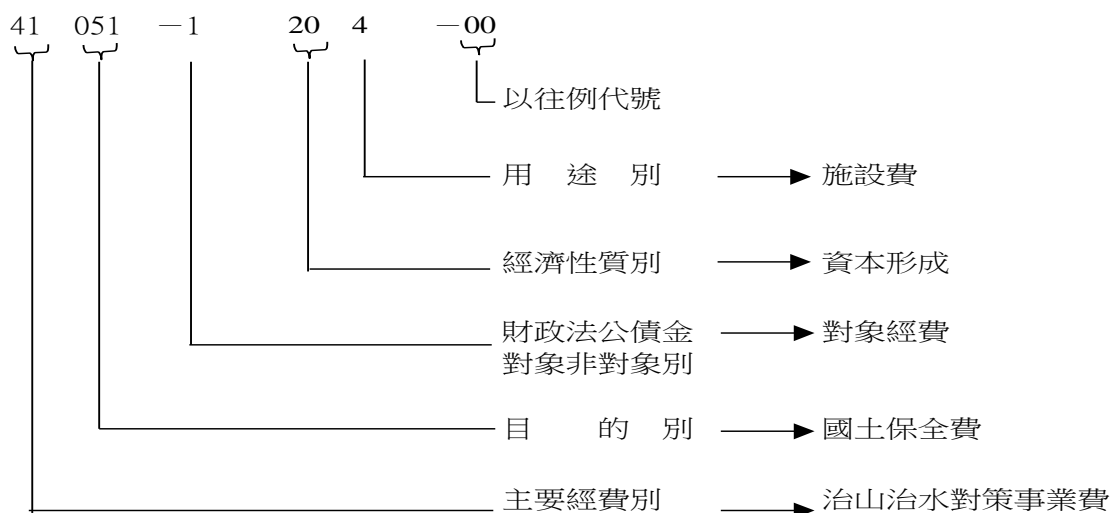 41 051 －1 20 4 －00
以往例代號
用 途 別 施設費
經濟性質別 資本形成
財政法公債金 對象經費
對象非對象別
目 的 別 國土保全費
主要經費別 治山治水對策事業費